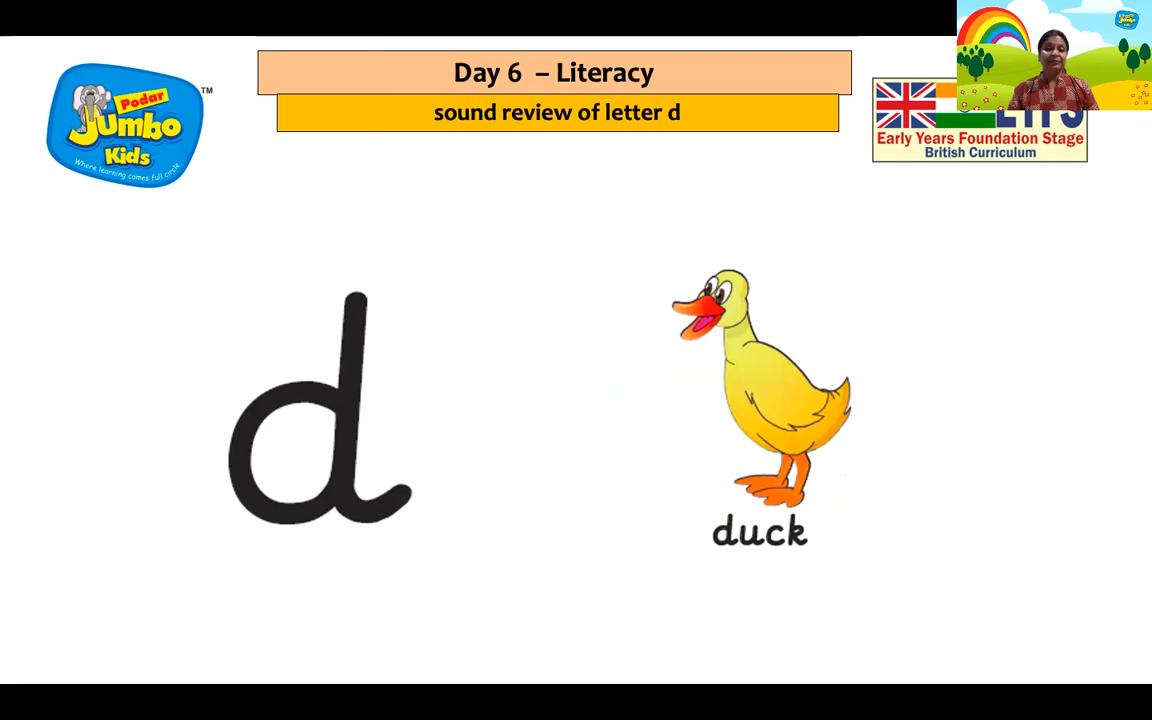 Day 6 – Literacy
sound review of letter d
Podar
Jumbo
Kids
Where learning comes full circle
TM
Early Years Foundation Stage
British Curriculum
d
duck